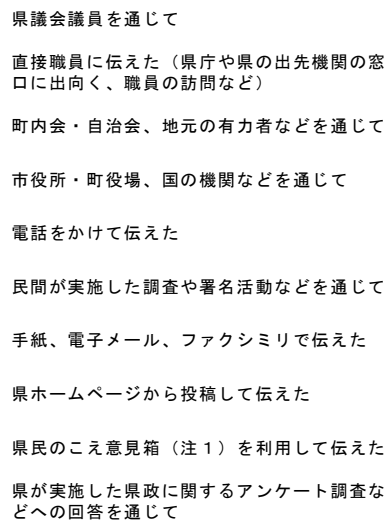 県議会議員を通じて
直接職員に伝えた（県庁や県の出先機関の窓
口に出向く、職員の訪問など）
町内会・自治会、地元の有力者などを通じて
市役所・町役場、国の機関などを通じて
電話をかけて伝えた
民間が実施した調査や署名活動などを通じて
手紙、電子メール、ファクシミリで伝えた
県ホームページから投稿して伝えた
県民のこえ意見箱（注１）を利用して伝えた
県が実施した県政に関するアンケート調査な
どへの回答を通じて